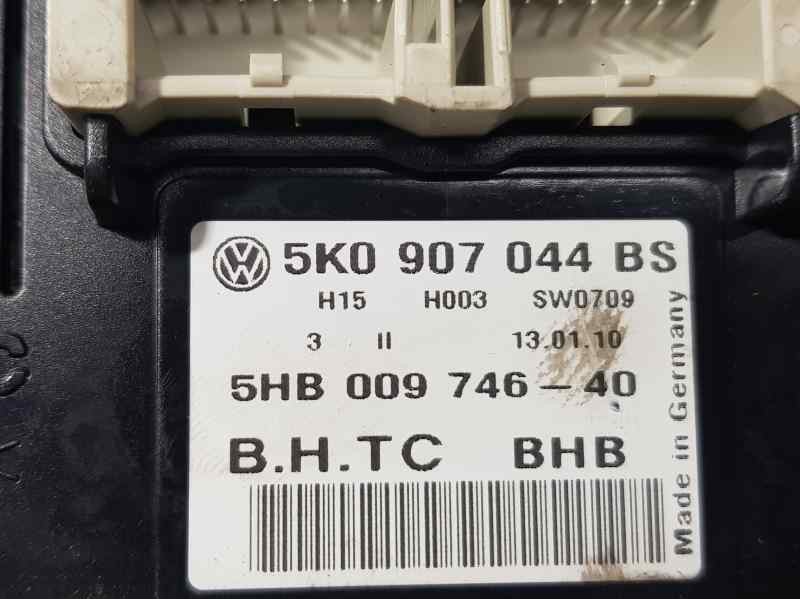 5K0 907 044 BS
H15 H003 SW0709
3 II 13.01.10
5HB 009 746-40
B.H.TC BHB
Made in Germany